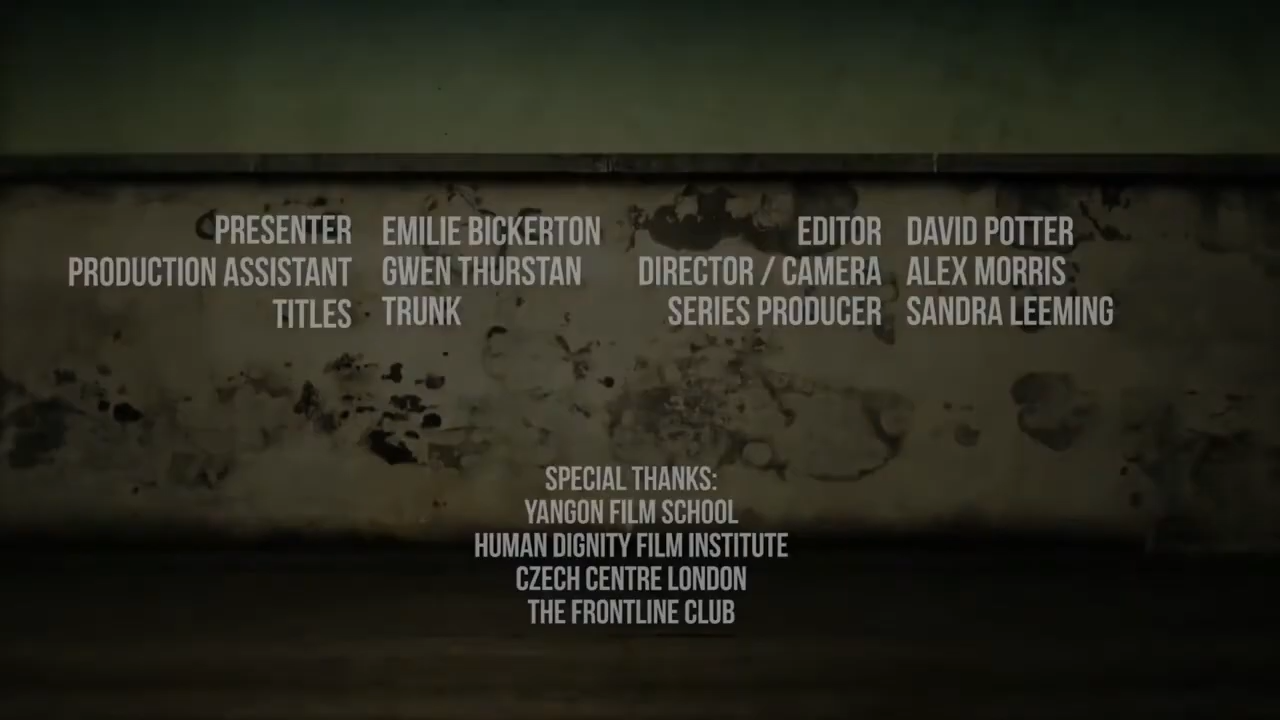 PRESENTER EMILIE BICKERTON
PRODUCTION ASSISTANT GWEN THURSTAN
TITLES TRUNK
EDITOR DAVID POTTER
DIRECTOR / CAMERA ALEX MORRIS
SERIES PRODUCER SANDRA LEEMING
SPECIAL THANKS:
YANGON FILM SCHOOL
HUMAN DIGNITY FILM INSTITUTE
CZECH CENTRE LONDON
THE FRONTLINE CLUB